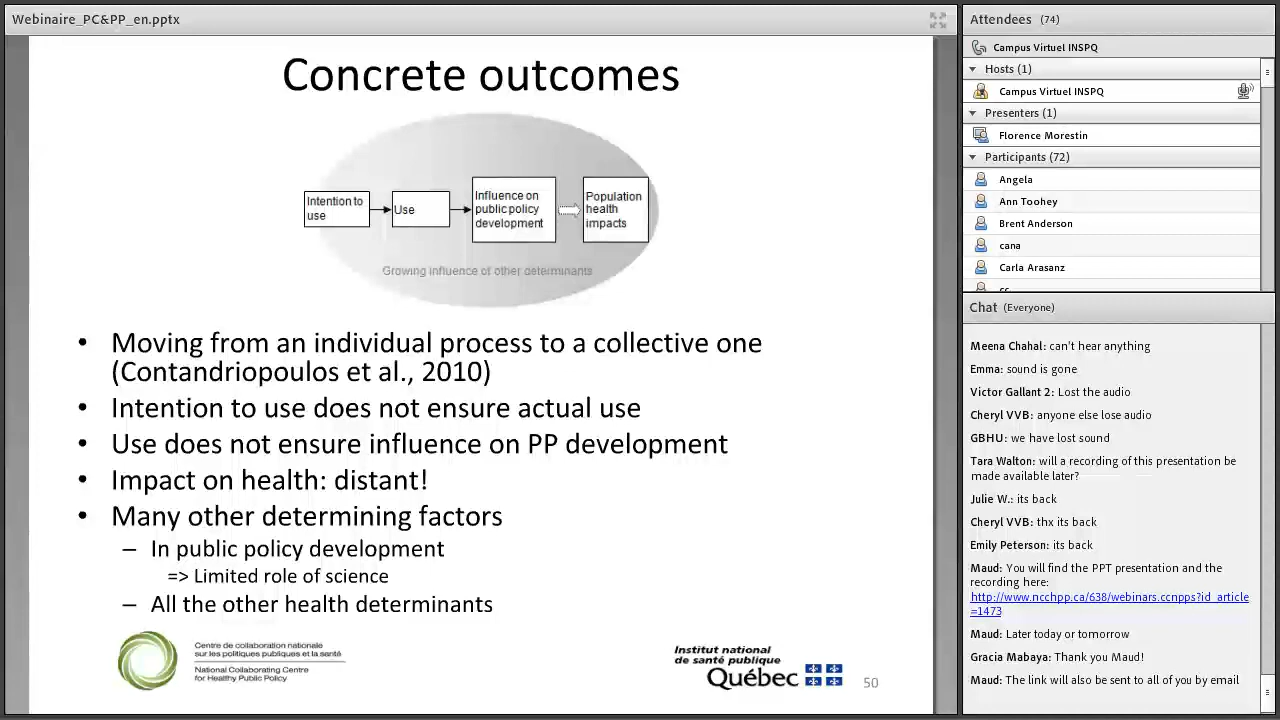 Webinaire_PC&PP_en.pptx
Concrete outcomes
Intention to
use
Use
Influence on
public policy
development
Population
health
impacts
Growing influence of other determinants
• Moving from an individual process to a collective one
(Contandriopoulos et al., 2010)
• Intention to use does not ensure actual use
• Use does not ensure influence on PP development
• Impact on health: distant!
• Many other determining factors
– In public policy development
=> Limited role of science
– All the other health determinants
Centre de collaboration nationale
sur les politiques publiques et la santé
National Collaborating Centre
for Healthy Public Policy
Institut national
de santé publique
Québec
50
Attendees (74)
Campus Virtuel INSPQ
Hosts (1)
Campus Virtuel INSPQ
Presenters (1)
Florence Morestin
Participants (72)
Angela
Ann Toohey
Brent Anderson
cana
Carla Arasanz
Chat (Everyone)
Meena Chahal: can't hear anything
Emma: sound is gone
Victor Gallant 2: Lost the audio
Cheryl VVB: anyone else lose audio
GBHU: we have lost sound
Tara Walton: will a recording of this presentation be
made available later?
Julie W.: its back
Cheryl VVB: thx its back
Emily Peterson: its back
Maud: You will find the PPT presentation and the
recording here:
http://www.ncchpp.ca/638/webinars.ccnpps?id_article
=1473
Maud: Later today or tomorrow
Gracia Mabaya: Thank you Maud!
Maud: The link will also be sent to all of you by email